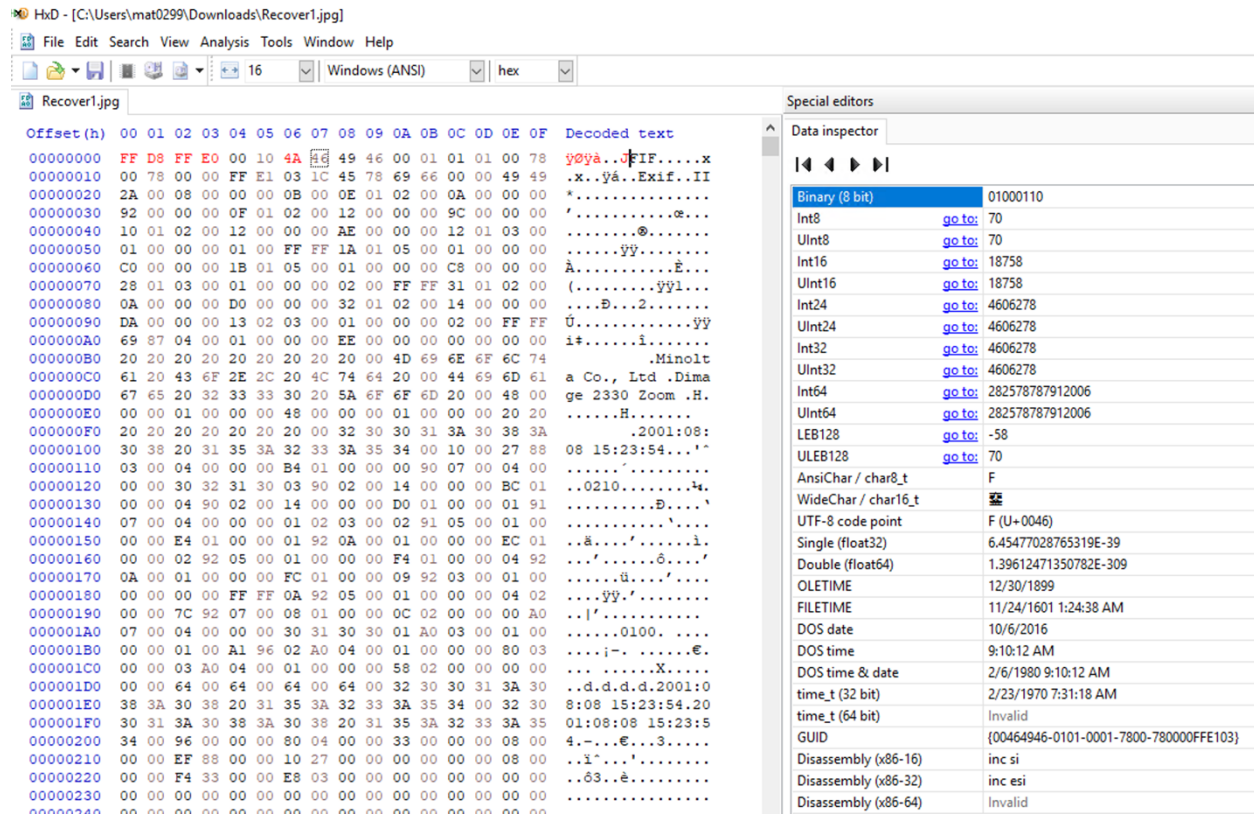 HxD - [C:\Users\mat0299\Downloads\Recover1.jpg]
File Edit Search View Analysis Tools Window Help
16 Windows (ANSI) hex
Recover1.jpg
Special editors
Data inspector
Offset(h) 00 01 02 03 04 05 06 07 08 09 0A 0B 0C 0D 0E 0F Decoded text
00000000 FF D8 FF E0 00 10 4A 46 49 46 00 01 01 01 00 78 ÿØÿà..JFIF.....x
00000010 00 78 00 00 FF E1 03 1C 45 78 69 66 00 00 49 49 .x..ÿá..Exif..II
00000020 2A 00 08 00 00 00 0B 00 0E 01 02 00 0A 00 00 00 *...............
00000030 92 00 00 00 0F 01 02 00 12 00 00 00 9C 00 00 00 ’...........œ...
00000040 10 01 02 00 12 00 00 00 AE 00 00 00 12 01 03 00 ........®.......
00000050 01 00 00 00 01 00 FF FF 1A 01 05 00 01 00 00 00 ......ÿÿ........
00000060 C0 00 00 00 1B 01 05 00 01 00 00 00 C8 00 00 00 À...........È...
00000070 28 01 03 00 01 00 00 00 02 00 FF FF 31 01 02 00 (.........ÿÿ1...
00000080 0A 00 00 00 D0 00 00 00 32 01 02 00 14 00 00 00 ....Ð...2.......
00000090 DA 00 00 00 13 02 03 00 01 00 00 00 02 00 FF FF Ú.............ÿÿ
000000A0 69 87 04 00 01 00 00 00 EE 00 00 00 00 00 00 00 i‡......î.......
000000B0 20 20 20 20 20 20 20 20 20 00 4D 69 6E 6F 6C 74 .Minolt
000000C0 61 20 43 6F 2E 2C 20 4C 74 64 20 00 44 69 6D 61 a Co., Ltd .Dima
000000D0 67 65 20 32 33 33 30 20 5A 6F 6F 6D 20 00 48 00 ge 2330 Zoom .H.
000000E0 00 00 01 00 00 00 48 00 00 00 01 00 00 00 20 20 ......H.......
000000F0 20 20 20 20 20 20 20 00 32 30 30 31 3A 30 38 3A .2001:08:
00000100 30 38 20 31 35 3A 32 33 3A 35 34 00 10 00 27 88 08 15:23:54...'ˆ
00000110 03 00 04 00 00 00 B4 01 00 00 00 90 07 00 04 00 ......´.........
00000120 00 00 30 32 31 30 03 90 02 00 14 00 00 00 BC 01 ..0210........¼.
00000130 00 00 04 90 02 00 14 00 00 00 D0 01 00 00 01 91 ..........Ð....‘
00000140 07 00 04 00 00 00 01 02 03 00 02 91 05 00 01 00 ...........‘....
00000150 00 00 E4 01 00 00 01 92 0A 00 01 00 00 00 EC 01 ..ä....’......ì.
00000160 00 00 02 92 05 00 01 00 00 00 F4 01 00 00 04 92 ...’......ô....’
00000170 0A 00 01 00 00 00 FC 01 00 00 09 92 03 00 01 00 ......ü....’....
00000180 00 00 00 00 FF FF 0A 92 05 00 01 00 00 00 04 02 ....ÿÿ.’........
00000190 00 00 7C 92 07 00 08 01 00 00 0C 02 00 00 00 A0 ..|’...........
000001A0 07 00 04 00 00 00 30 31 30 30 01 A0 03 00 01 00 ......0100. ....
000001B0 00 00 01 00 A1 96 02 A0 04 00 01 00 00 00 80 03 ....¡–. ......€.
000001C0 00 00 03 A0 04 00 01 00 00 00 58 02 00 00 00 00 ... ......X.....
000001D0 00 00 64 00 64 00 64 00 64 00 32 30 30 31 3A 30 ..d.d.d.d.2001:0
000001E0 38 3A 30 38 20 31 35 3A 32 33 3A 35 34 00 32 30 8:08 15:23:54.20
000001F0 30 31 3A 30 38 3A 30 38 20 31 35 3A 32 33 3A 35 01:08:08 15:23:5
00000200 34 00 96 00 00 00 80 04 00 00 33 00 00 00 08 00 4.–...€...3.....
00000210 00 00 EF 88 00 00 10 27 00 00 00 00 00 00 08 00 ..ïˆ...'........
00000220 00 00 F4 33 00 00 E8 03 00 00 00 00 00 00 00 00 ..ô3..è.........
00000230 00 00 00 00 00 00 00 00 00 00 00 00 00 00 00 00 ................
Binary (8 bit) 01000110
Int8 go to: 70
UInt8 go to: 70
Int16 go to: 18758
UInt16 go to: 18758
Int24 go to: 4606278
UInt24 go to: 4606278
Int32 go to: 4606278
UInt32 go to: 4606278
Int64 go to: 282578787912006
UInt64 go to: 282578787912006
LEB128 go to: -58
ULEB128 go to: 70
AnsiChar / char8_t F
WideChar / char16_t
UTF-8 code point F (U+0046)
Single (float32) 6.45477028765319E-39
Double (float64) 1.39612471350782E-309
OLETIME 12/30/1899
FILETIME 11/24/1601 1:24:38 AM
DOS date 10/6/2016
DOS time 9:10:12 AM
DOS time & date 2/6/1980 9:10:12 AM
time_t (32 bit) 2/23/1970 7:31:18 AM
time_t (64 bit) Invalid
GUID {00464946-0101-0001-7800-780000FFE103}
Disassembly (x86-16) inc si
Disassembly (x86-32) inc esi
Disassembly (x86-64) Invalid